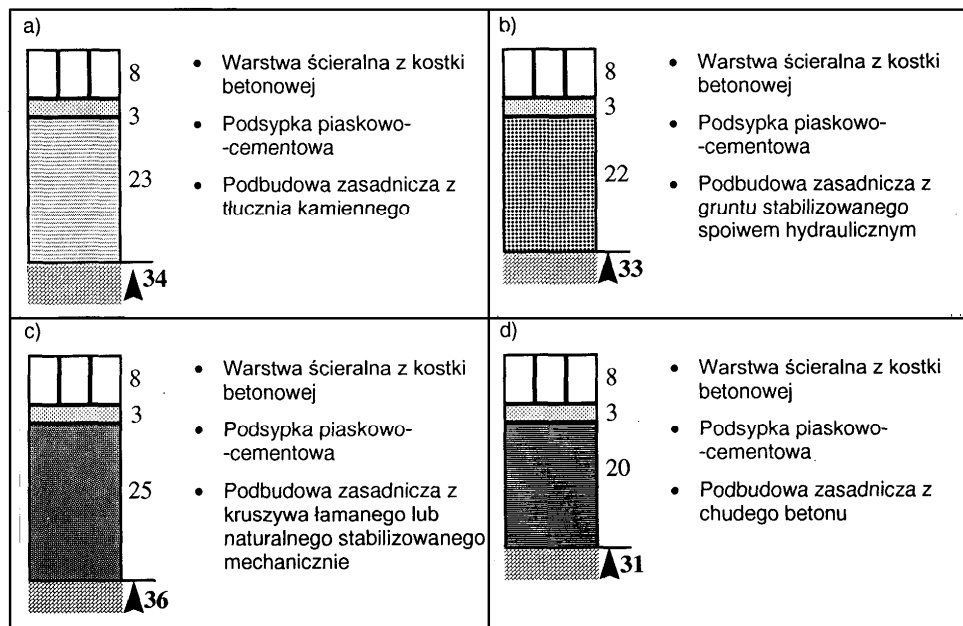 a)
8
3
23
34
• Warstwa ścieralna z kostki
betonowej
• Podsypka piaskowo-
-cementowa
• Podbudowa zasadnicza z
tłucznia kamiennego
b)
8
3
22
33
• Warstwa ścieralna z kostki
betonowej
• Podsypka piaskowo-
-cementowa
• Podbudowa zasadnicza z
gruntu stabilizowanego
spoiwem hydraulicznym
c)
8
3
25
36
• Warstwa ścieralna z kostki
betonowej
• Podsypka piaskowo-
-cementowa
• Podbudowa zasadnicza z
kruszywa łamanego lub
naturalnego stabilizowanego
mechanicznie
d)
8
3
20
31
• Warstwa ścieralna z kostki
betonowej
• Podsypka piaskowo-
-cementowa
• Podbudowa zasadnicza z
chudego betonu